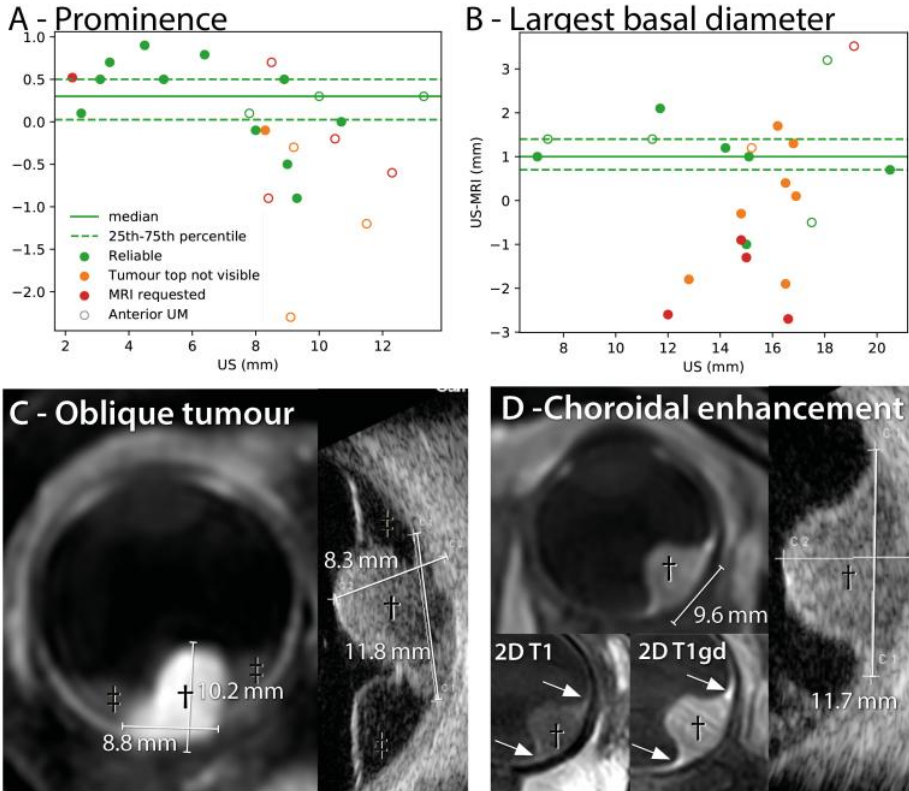 A - Prominence
B - Largest basal diameter
1.0
0.5
0.0
−0.5
−1.0
−1.5
−2.0
median
25th-75th percentile
Reliable
Tumour top not visible
MRI requested
Anterior UM
2
4
6
8
10
12
US (mm)
US-MRI (mm)
3
2
1
0
−1
−2
−3
8
10
12
14
16
18
20
US (mm)
C - Oblique tumour
‡
8.3 mm
†
11.8 mm
‡
‡
†
10.2 mm
‡
8.8 mm
D -Choroidal enhancement
†
9.6 mm
2D T1
†
2D T1gd
†
C 2
†
C 1
11.7 mm